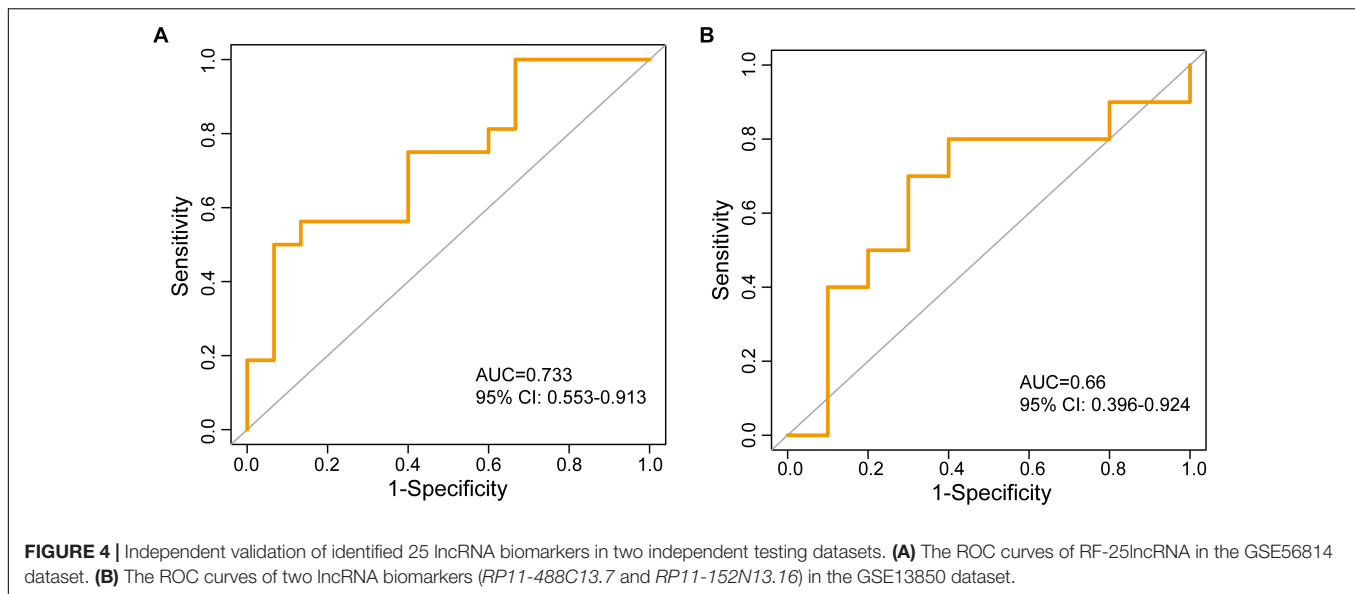 A
Sensitivity
1.0
0.8
0.6
0.4
0.2
0.0
AUC=0.733
95% CI: 0.553-0.913
0.0 0.2 0.4 0.6 0.8 1.0
1-Specificity
B
Sensitivity
1.0
0.8
0.6
0.4
0.2
0.0
AUC=0.66
95% CI: 0.396-0.924
0.0 0.2 0.4 0.6 0.8 1.0
1-Specificity
FIGURE 4 | Independent validation of identified 25 lncRNA biomarkers in two independent testing datasets. (A) The ROC curves of RF-25lncRNA in the GSE56814
dataset. (B) The ROC curves of two lncRNA biomarkers (RP11-488C13.7 and RP11-152N13.16) in the GSE13850 dataset.